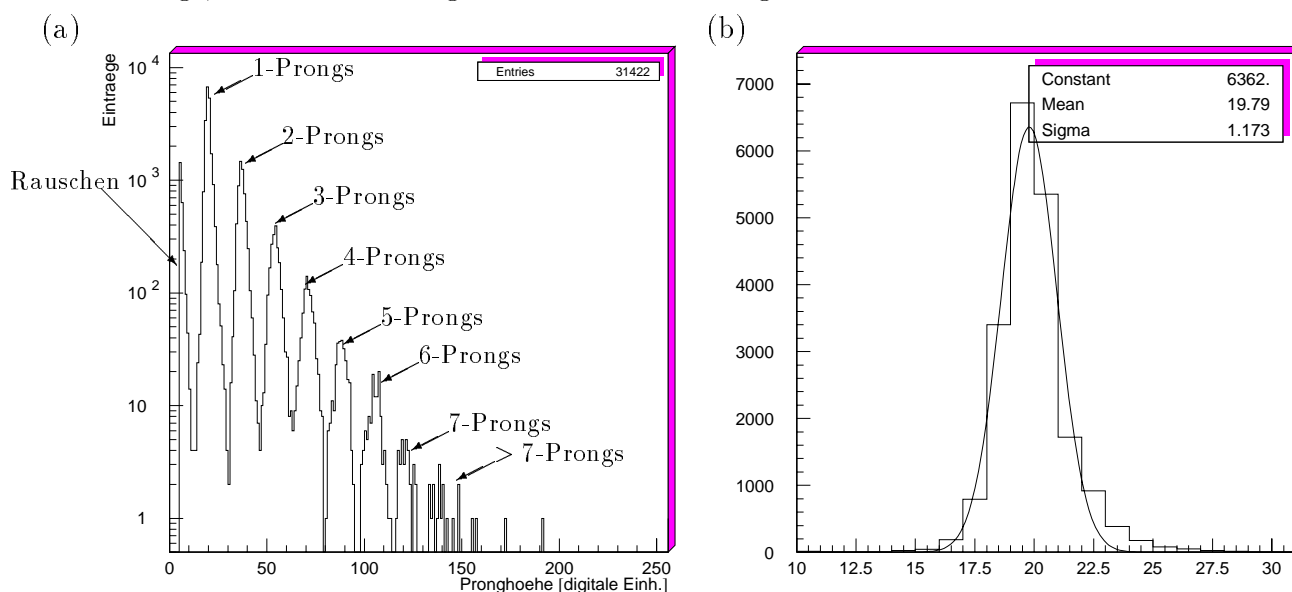 (a)
(b)
Eintraege
10 4
10 3
10 2
10
1
Entries 31422
1-Prongs
2-Prongs
Rauschen
3-Prongs
4-Prongs
5-Prongs
6-Prongs
7-Prongs
> 7-Prongs
0 50 100 150 200 250
Pronghoehe [digitale Einh.]
Constant 6362.
Mean 19.79
Sigma 1.173
7000
6000
5000
4000
3000
2000
1000
0
10 12.5 15 17.5 20 22.5 25 27.5 30